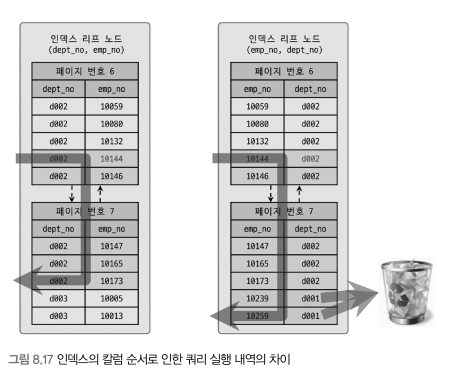 인덱스 리프 노드
(dept_no, emp_no)
페이지 번호 6
dept_no emp_no
d002 10059
d002 10080
d002 10132
d002 10144
d002 10146
페이지 번호 7
dept_no emp_no
d002 10147
d002 10165
d002 10173
d003 10005
d003 10013
인덱스 리프 노드
(emp_no, dept_no)
페이지 번호 6
emp_no dept_no
10059 d002
10080 d002
10132 d002
10144 d002
10146 d002
페이지 번호 7
emp_no dept_no
10147 d002
10165 d002
10173 d002
10239 d001
10259 d001
그림 8.17 인덱스의 칼럼 순서로 인한 쿼리 실행 내역의 차이